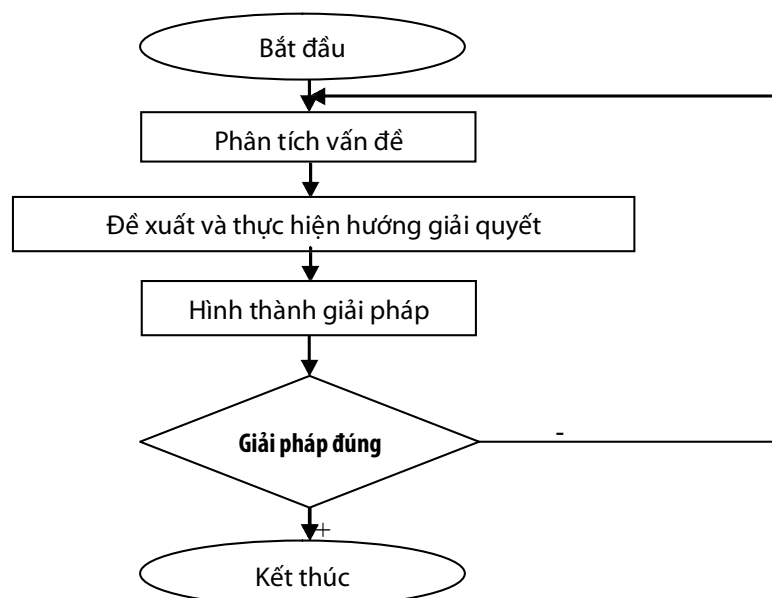 Bắt đầu
Phân tích vấn đề
Đề xuất và thực hiện hướng giải quyết
Hình thành giải pháp
Giải pháp đúng
-
+
Kết thúc